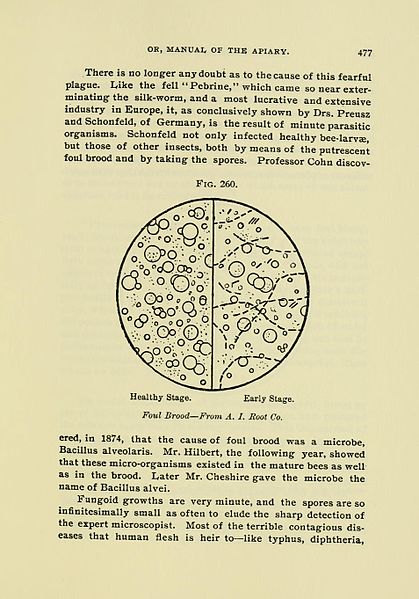 OR, MANUAL OF THE APIARY. 477
There is no longer any doubt as to the cause of this fearful
plague. Like the fell "Pebrine," which came so near exter-
minating the silk-worm, and a most lucrative and extensive
industry in Europe, it, as conclusively shown by Drs. Preusz
and Schonfeld, of Germany, is the result of minute parasitic
organisms. Schonfeld not only infected healthy bee-larvæ,
but those of other insects, both by means of the putrescent
foul brood and by taking the spores. Professor Cohn discov-
FIG. 260.
Healthy Stage. Early Stage.
Foul Brood—From A. I. Root Co.
ered, in 1874, that the cause of foul brood was a microbe,
Bacillus alveolaris. Mr. Hilbert, the following year, showed
that these micro-organisms existed in the mature bees as well
as in the brood. Later Mr. Cheshire gave the microbe the
name of Bacillus alvei.
Fungoid growths are very minute, and the spores are so
infinitesimally small as often to elude the sharp detection of
the expert microscopist. Most of the terrible contagious dis-
eases that human flesh is heir to—like typhus, diphtheria,